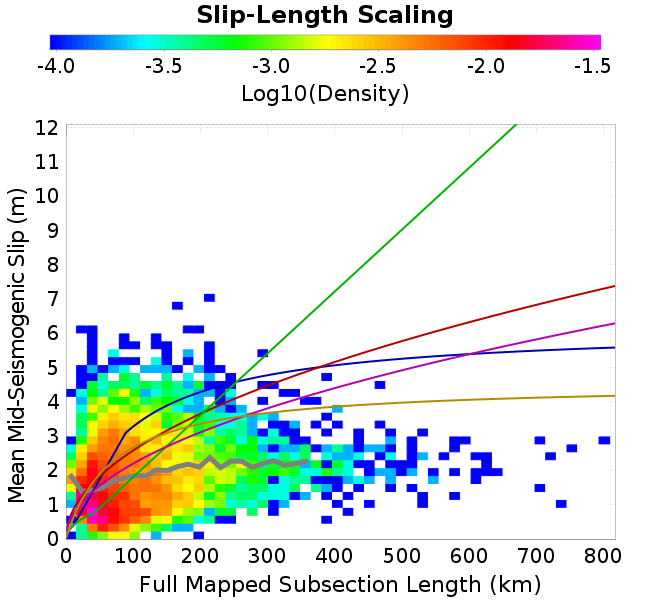 Slip-Length Scaling
-4.0 -3.5 -3.0 -2.5 -2.0 -1.5
Log10(Density)
Mean Mid-Seismogenic Slip (m)
12
11
10
9
8
7
6
5
4
3
2
1
0
0 100 200 300 400 500 600 700 800
Full Mapped Subsection Length (km)